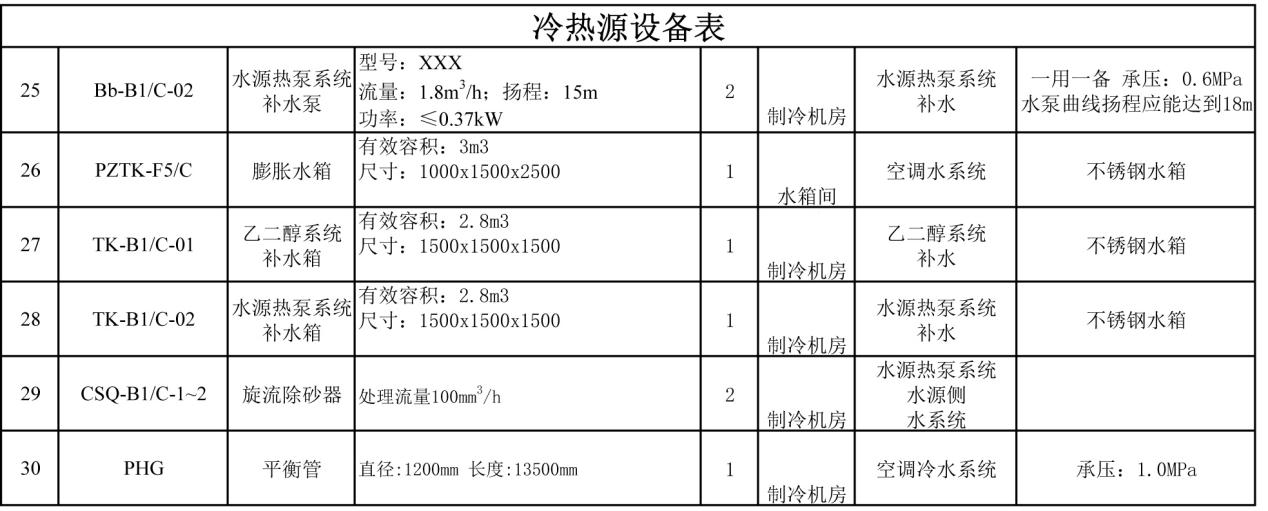 冷热源设备表
25
Bb-B1/C-02
水源热泵系统
补水泵
型号：XXX
流量：1.8m³/h；扬程：15m
功率：≤0.37kW
2
制冷机房
水源热泵系统
补水
一用一备 承压：0.6MPa
水泵曲线扬程应能达到18m
26
PZTK-F5/C
膨胀水箱
有效容积：3m3
尺寸：1000x1500x2500
1
水箱间
空调水系统
不锈钢水箱
27
TK-B1/C-01
乙二醇系统
补水箱
有效容积：2.8m3
尺寸：1500x1500x1500
1
制冷机房
乙二醇系统
补水
不锈钢水箱
28
TK-B1/C-02
水源热泵系统
补水箱
有效容积：2.8m3
尺寸：1500x1500x1500
1
制冷机房
水源热泵系统
补水
不锈钢水箱
29
CSQ-B1/C-1~2
旋流除砂器
处理流量100mm³/h
2
制冷机房
水源热泵系统
水源侧
水系统
30
PHG
平衡管
直径:1200mm 长度:13500mm
1
制冷机房
空调冷水系统
承压：1.0MPa